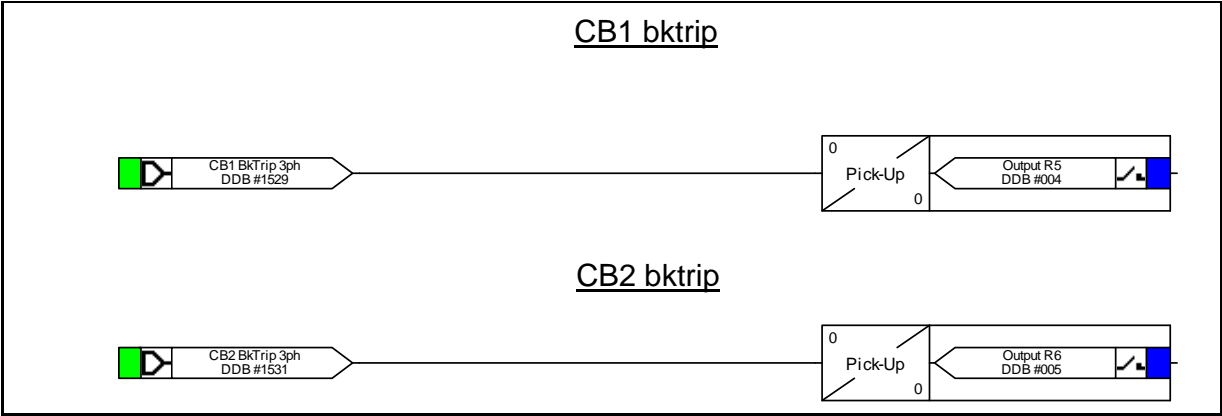 CB1 bktrip
CB1 BkTrip 3ph
DDB #1529
0
Pick-Up
0
Output R5
DDB #004
CB2 bktrip
CB2 BkTrip 3ph
DDB #1531
0
Pick-Up
0
Output R6
DDB #005